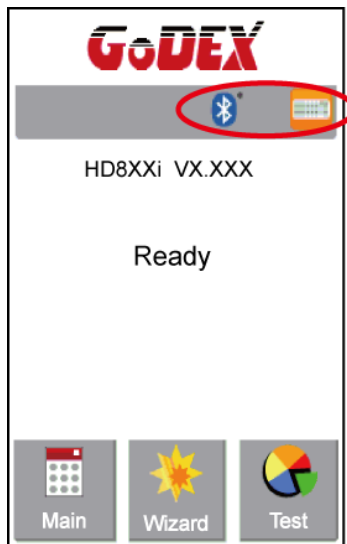 GoDEX
HD8XXi VX.XXX
Ready
Main
Wizard
Test